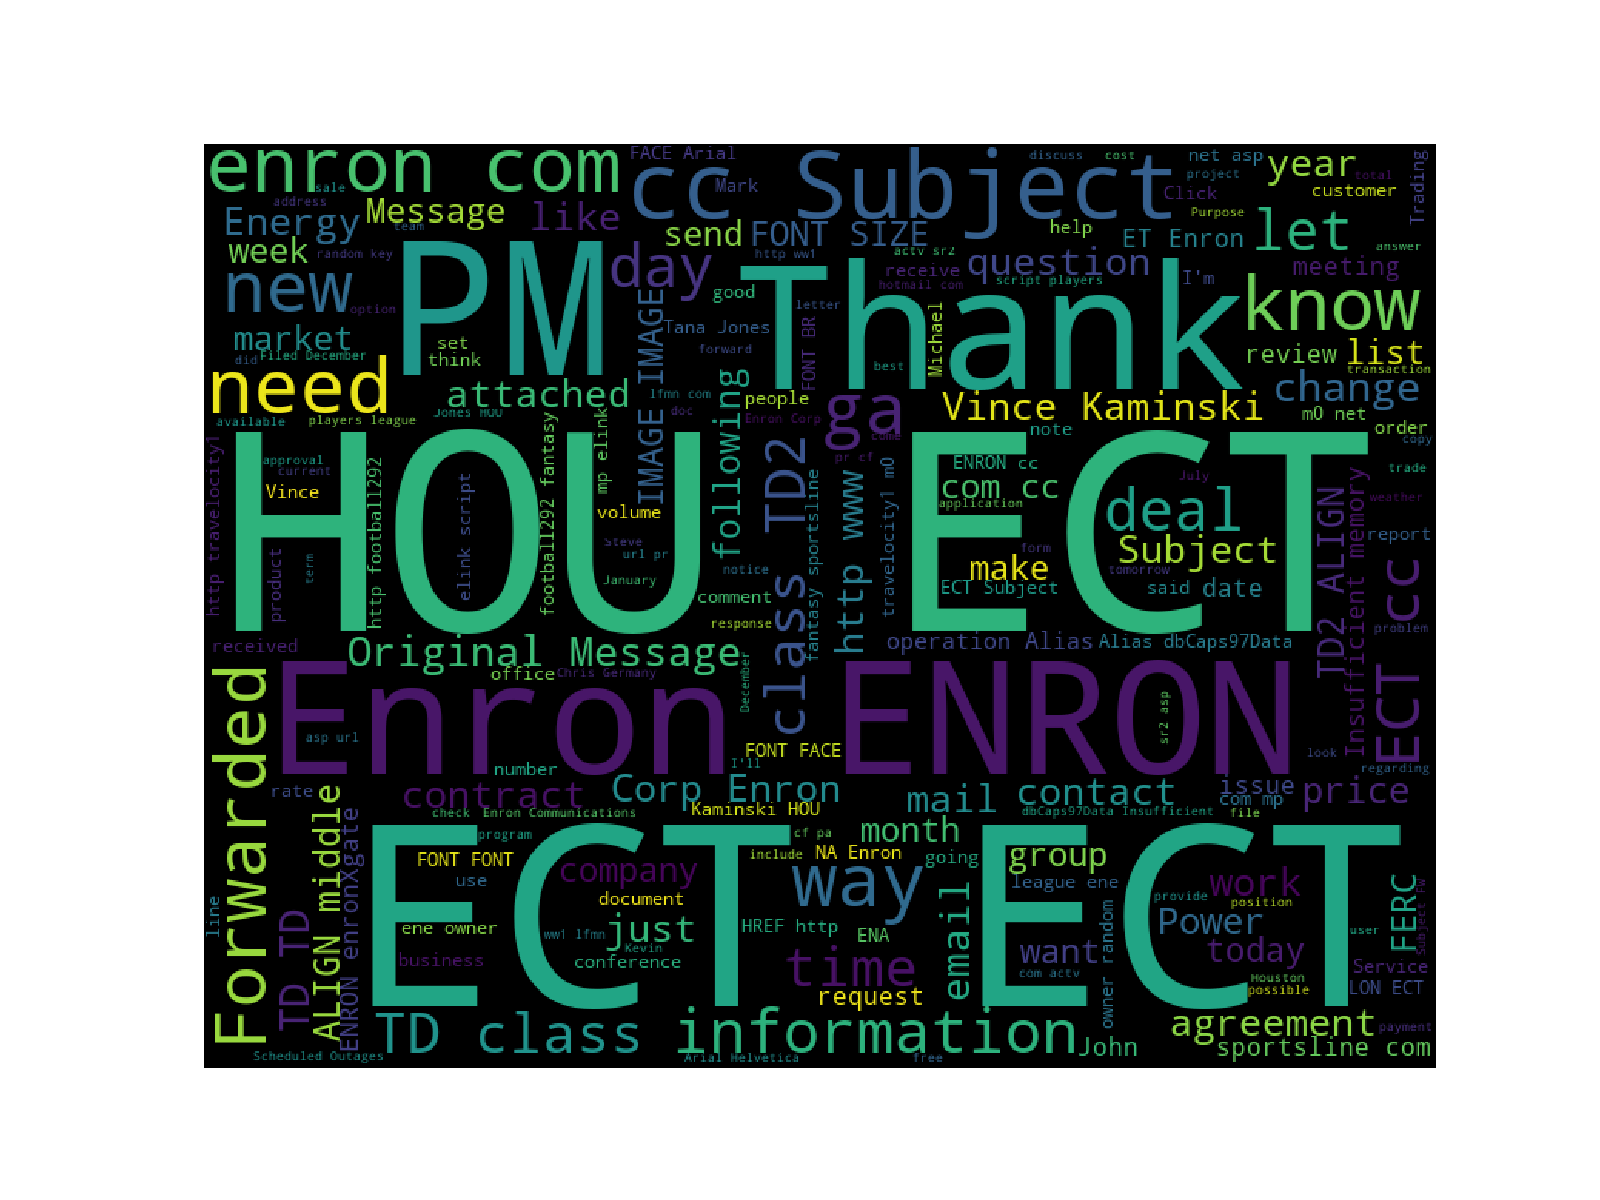 enron com
FACE Arial
cc Subject
discuss
cost
net asp
project
year
total
Trading
sale
address
Mark
Click
customer
Energy
Message
team
like
send
FONT SIZE
help
Purpose
ET Enron
let
answer
week
random key
PM
day
http ww1
actv sr2
receive
question
I'm
meeting
new
option
good
Thank
hotmail com
script players
know
IMAGE IMAGE
letter
market
set
Tana Jones
FONT BR
Michael
review
list
did
Filed December
think
forward
best
transaction
need
attached
lfmn com
following
people
ga
Vince Kaminski
change
available
players league
Jones HOU
doc
Enron Corp
come
note
m0 net
order
copy
http travelocity1
approval
current
HOU
http football292
football292 fantasy
mp elink
class TD2
pr cf
ECT
ENRON cc
com cc
July
trade
Vince
elink script
volume
fantasy sportsline
http www
travelocity1 m0
application
deal
TD2 ALIGN
Insufficient memory
weather
product
term
Steve
url pr
notice
form
Subject
report
January
make
tomorrow
ECT cc
comment
ECT Subject
said
date
received
response
operation Alias
Alias dbCaps97Data
problem
Original Message
office
Chris Germany
December
Forwarded
Enron ENRON
sr2 asp
asp url
FONT FACE
look
number
I'll
regarding
rate
contract
Corp Enron
mail
contact
issue
com mp
price
ALIGN middle
ENRON enronXgate
check
Enron Communications
Kaminski HOU
dbCaps97Data Insufficient
file
program
cf pa
month
ECT ECT
FONT FONT
include
NA Enron
going
group
use
company
way
league ene
provide
work
position
line
document
FERC
Subject Fw
TD TD
ene owner
ww1 lfmn
just
HREF http
ENA
email
Power
user
Kevin
want
owner random
today
business
conference
time
com actv
Houston
Service
request
possible
LON ECT
TD class
information
John
agreement
payment
Scheduled Outages
Arial Helvetica
free
sportsline com